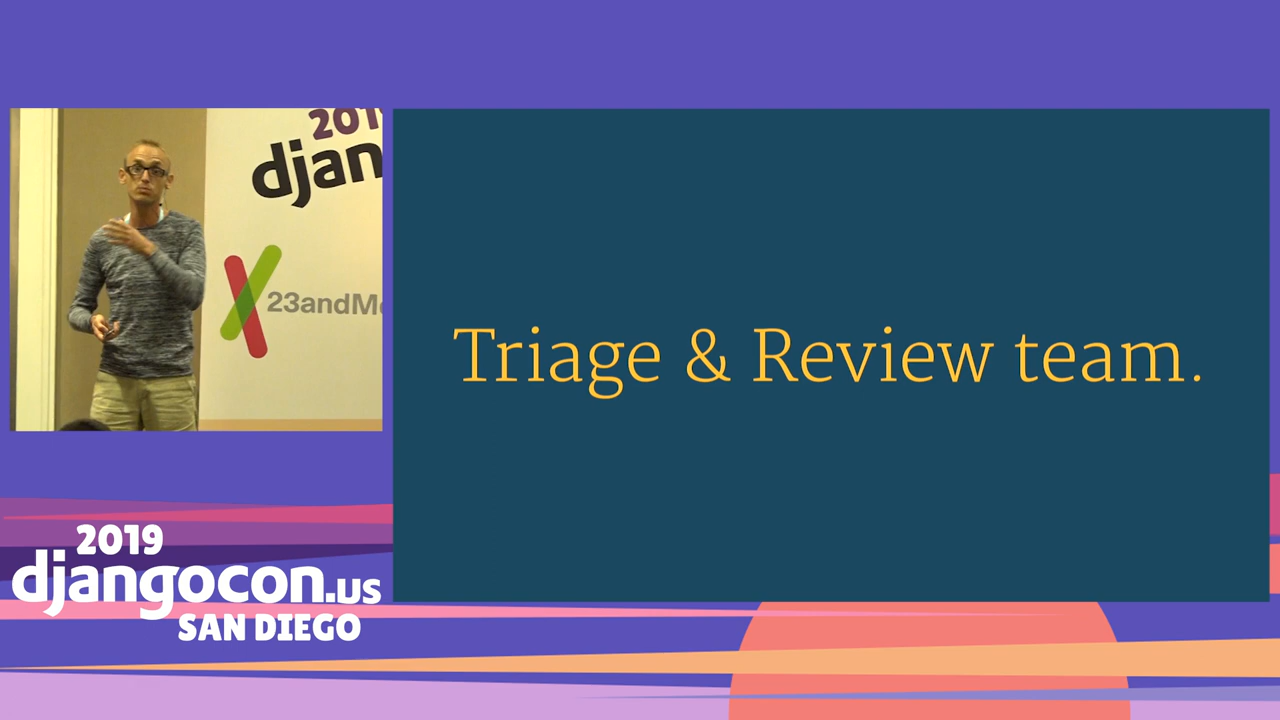 201
djan
23andMe
Triage & Review team.
2019
djangocon.us
SAN DIEGO